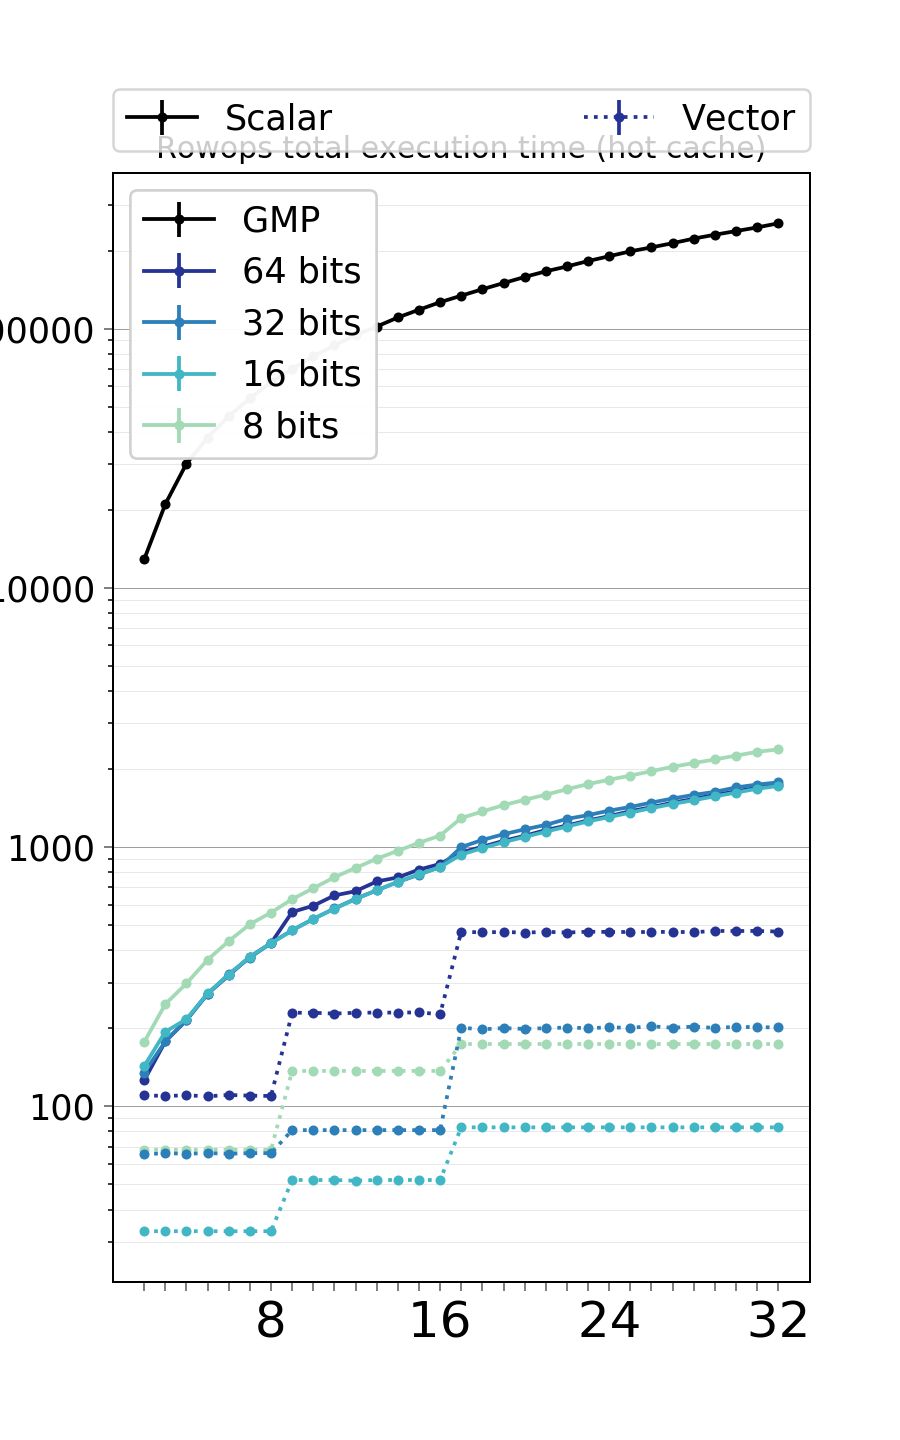 Scalar
Vector
Rowops total execution time (hot cache)
GMP
64 bits
32 bits
16 bits
8 bits
00000
10000
1000
100
8 16 24 32